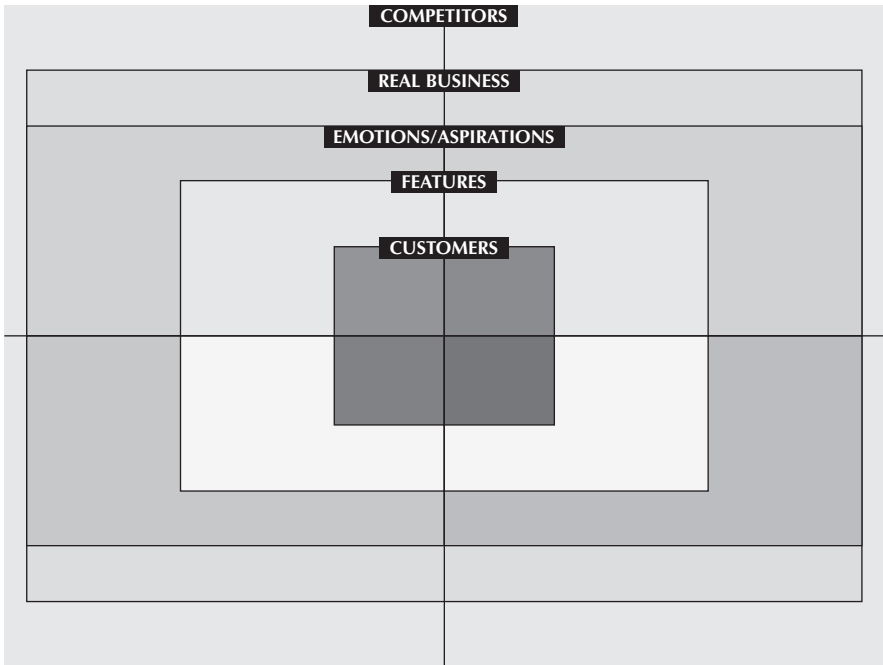 COMPETITORS
REAL BUSINESS
EMOTIONS/ASPIRATIONS
FEATURES
CUSTOMERS